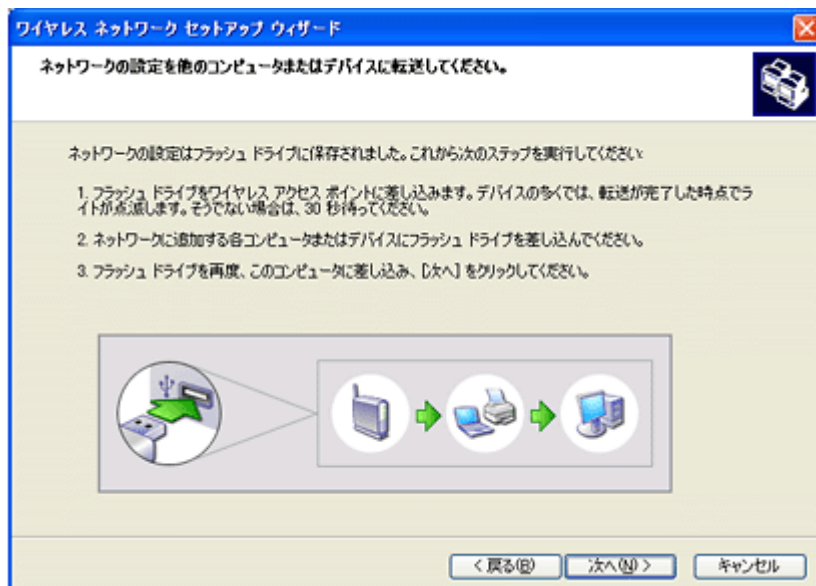 ワイヤレス ネットワーク セットアップ ウィザード
ネットワークの設定を他のコンピュータまたはデバイスに転送してください。
ネットワークの設定はフラッシュ ドライブに保存されました。これから次のステップを実行してください:
1. フラッシュ ドライブをワイヤレス アクセス ポイントに差し込みます。デバイスの多くでは、転送が完了した時点でラ
イトが点滅します。そうでない場合は、30 秒待ってください。
2. ネットワークに追加する各コンピュータまたはデバイスにフラッシュ ドライブを差し込んでください。
3. フラッシュ ドライブを再度、このコンピュータに差し込み、[次へ] をクリックしてください。
< 戻る(B)
次へ(N) >
キャンセル